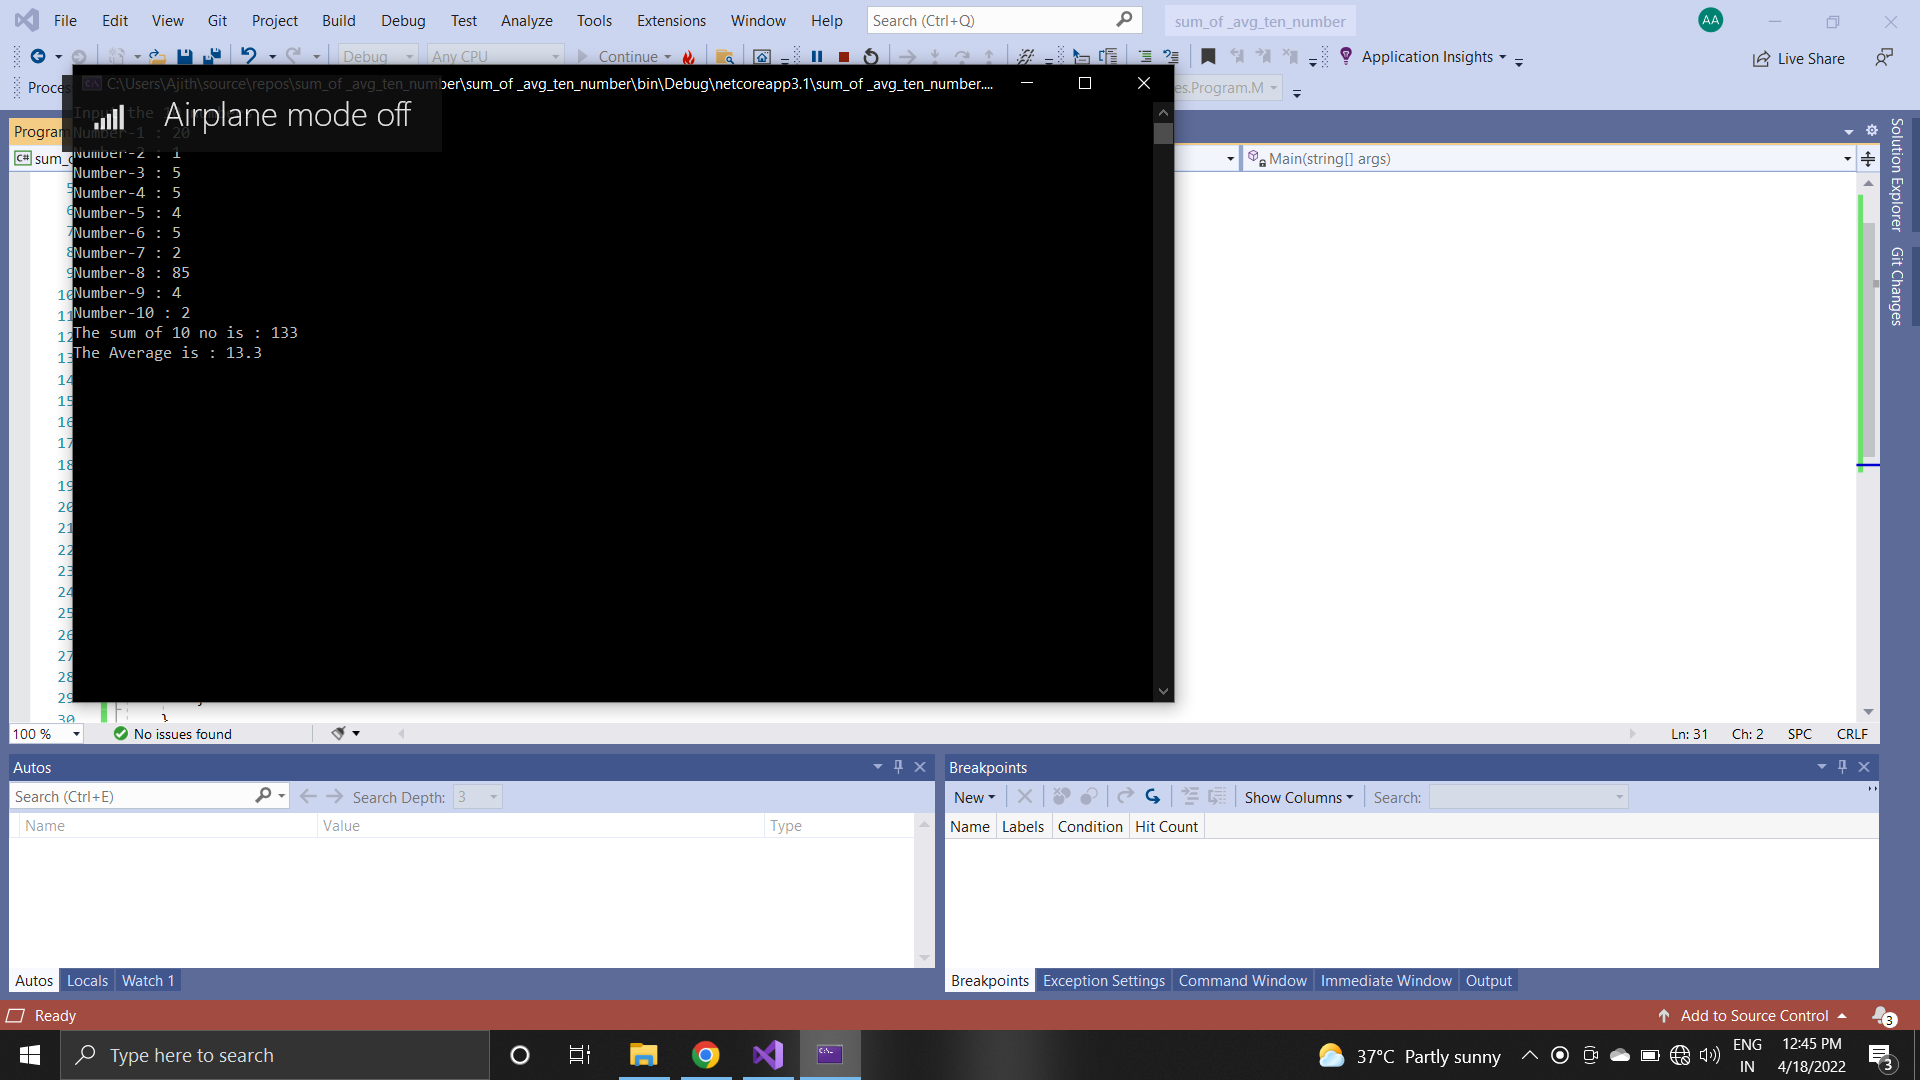 File Edit View Git Project Build Debug Test Analyze Tools Extensions Window Help Search (Ctrl+Q) sum_of _avg_ten_number AA
Debug Any CPU Continue Application Insights Live Share
Proce
C:\Users\Ajith\source\repos\sum_of _avg_ten_number\sum_of _avg_ten_number\bin\Debug\netcoreapp3.1\sum_of _avg_ten_number....
es.Program.M
Airplane mode off
Input the
Number-1 : 20
Number-2 : 1
Number-3 : 5
Number-4 : 5
Number-5 : 4
Number-6 : 5
Number-7 : 2
Number-8 : 85
Number-9 : 4
Number-10 : 2
The sum of 10 no is : 133
The Average is : 13.3
Program
C# sum_o
Main(string[] args)
Solution Explorer
Git Changes
5
6
7
8
9
10
11
12
13
14
15
16
17
18
19
20
21
22
23
24
25
26
27
28
29
30
}
100 % No issues found Ln: 31 Ch: 2 SPC CRLF
Autos
Search (Ctrl+E) Search Depth: 3
Name Value Type
Autos Locals Watch 1
Breakpoints
New Show Columns Search:
Name Labels Condition Hit Count
Breakpoints Exception Settings Command Window Immediate Window Output
Ready Add to Source Control 3
Type here to search 37°C Partly sunny ENG IN 12:45 PM 4/18/2022 3